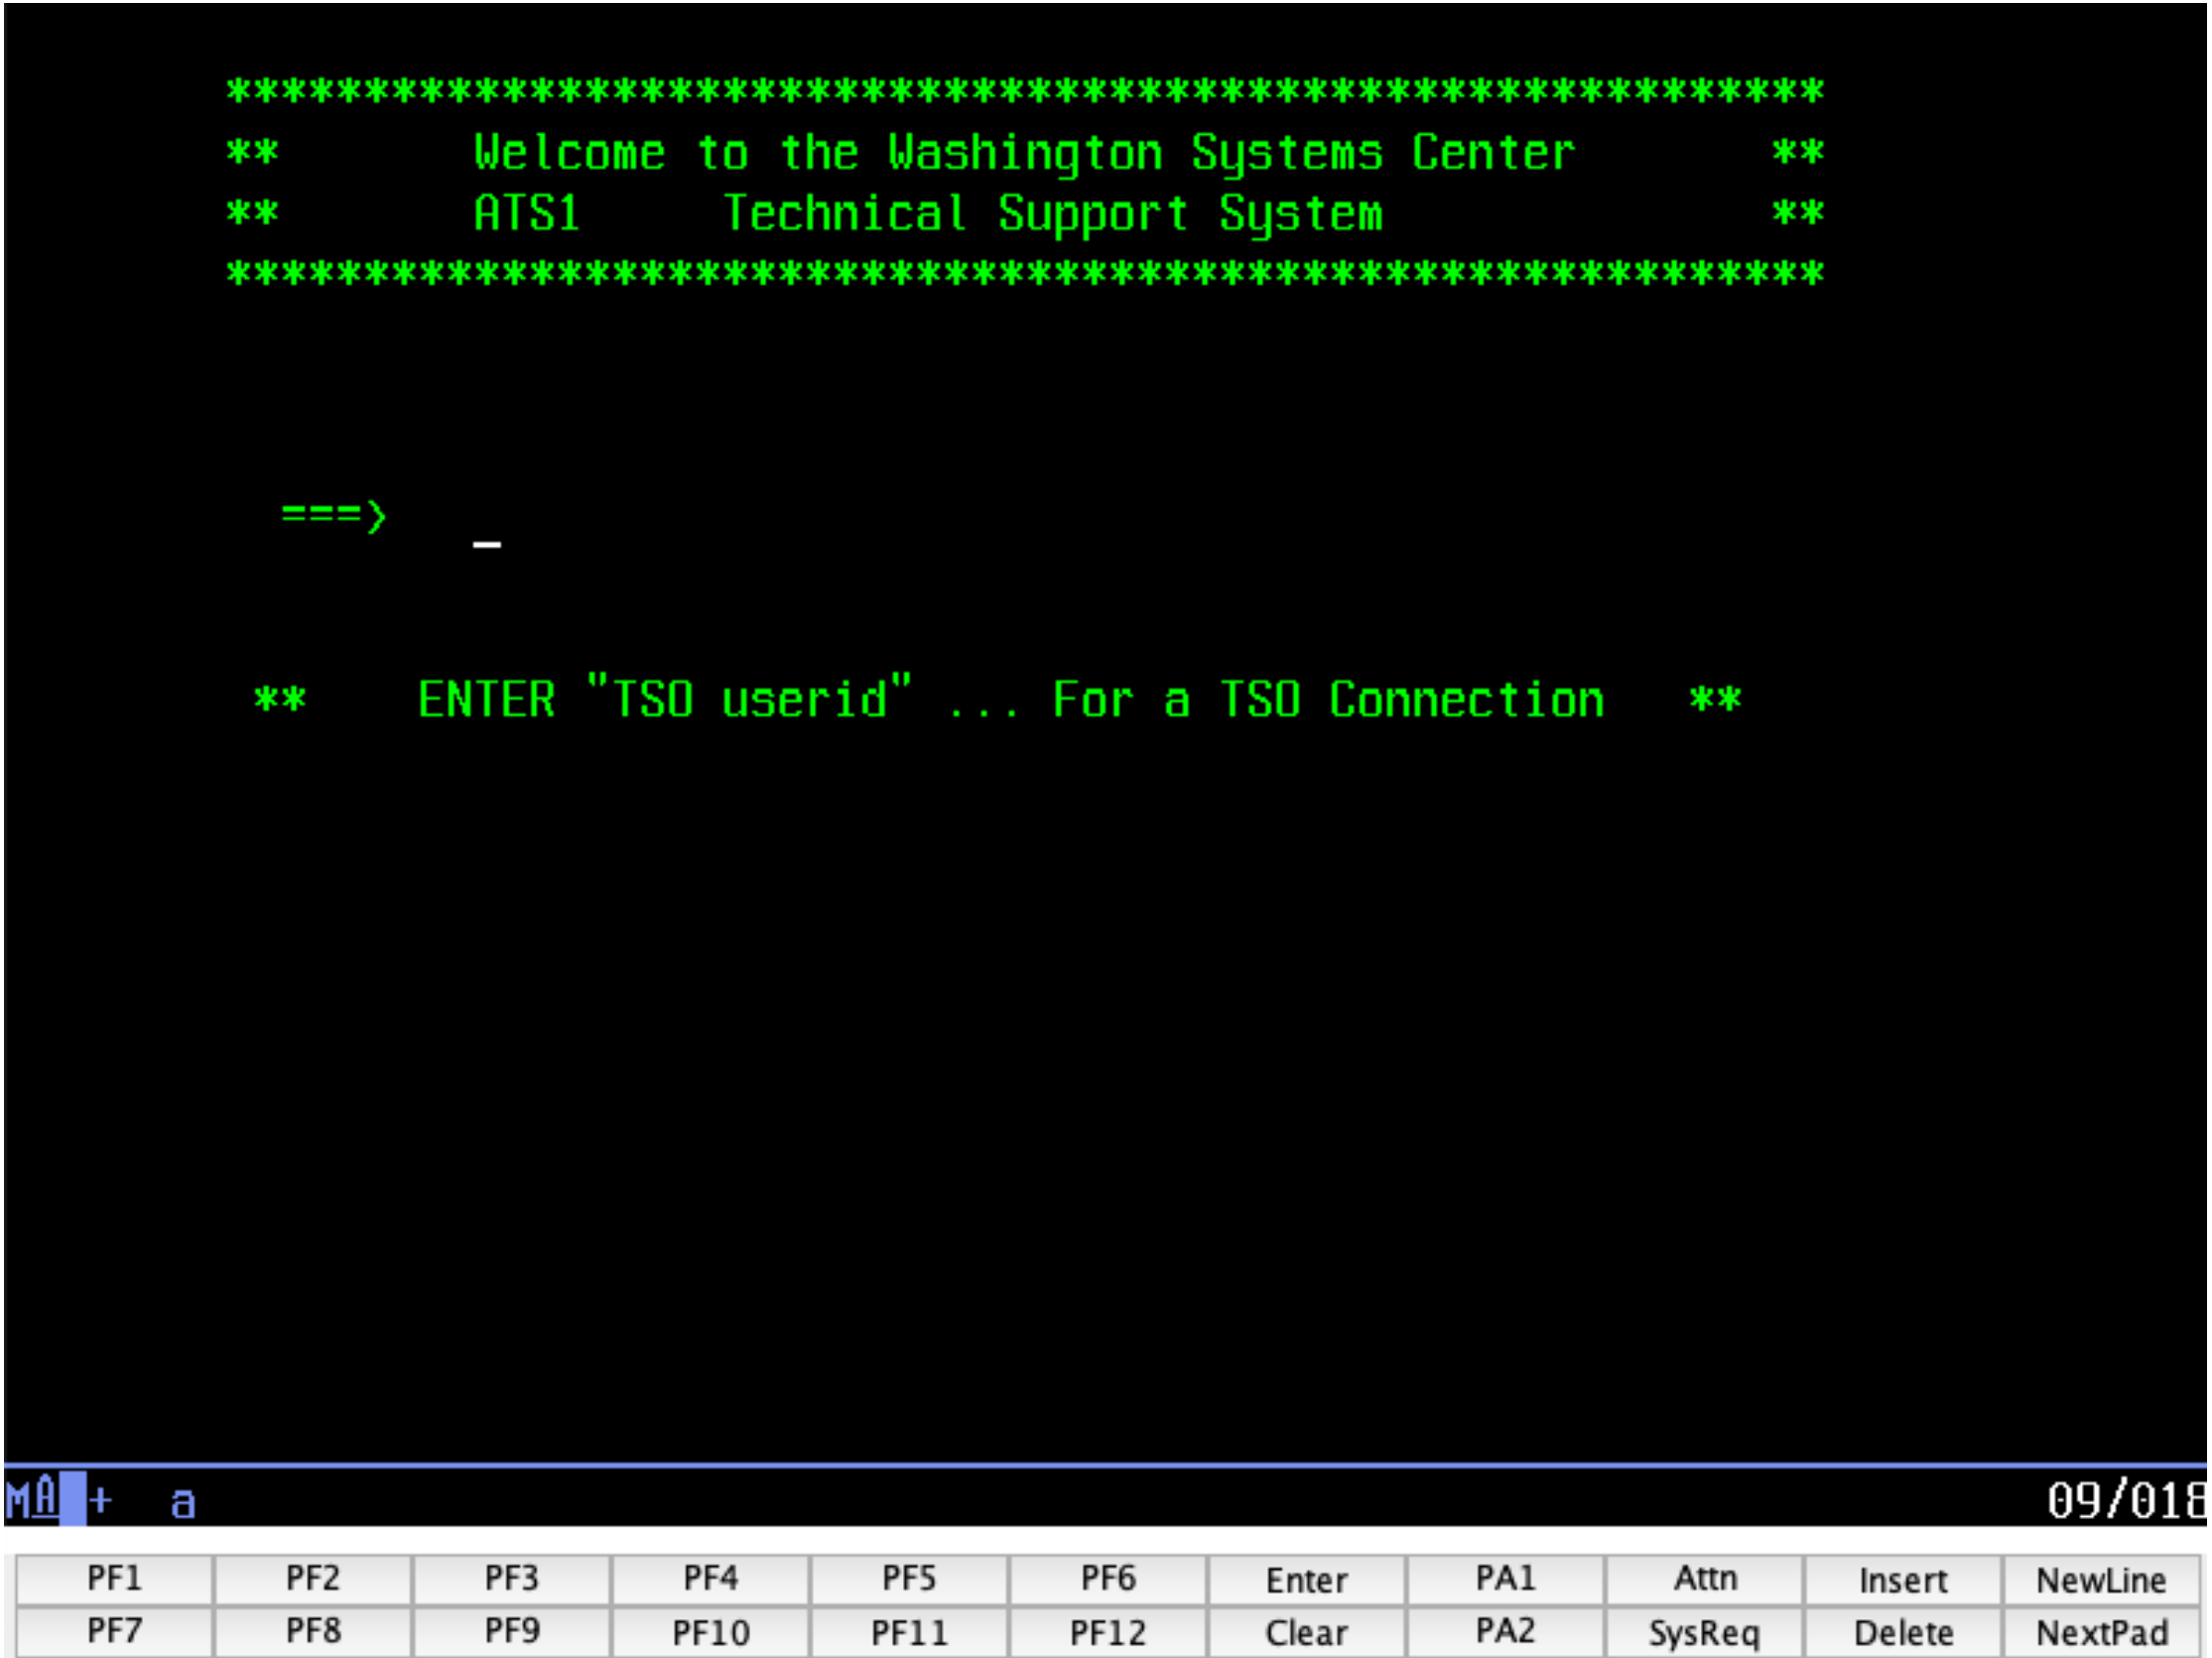 **********************************************************
** Welcome to the Washington Systems Center **
** ATS1 Technical Support System **
**********************************************************
===> _
** ENTER "TSO userid" ... For a TSO Connection **
MA + a 09/018
PF1 PF2 PF3 PF4 PF5 PF6 Enter PA1 Attn Insert NewLine
PF7 PF8 PF9 PF10 PF11 PF12 Clear PA2 SysReq Delete NextPad